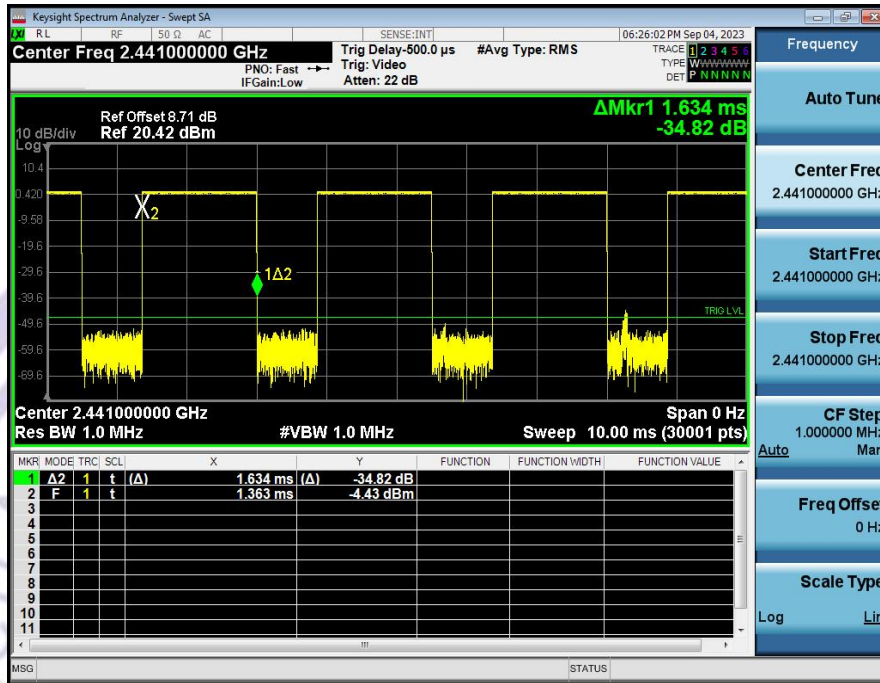 Keysight Spectrum Analyzer - Swept SA
LXI RL RF 50 Ω AC SENSE:INT 06:26:02 PM Sep 04, 2023
Center Freq 2.441000000 GHz
PNO: Fast
IFGain:Low
Trig Delay-500.0 µs
Trig: Video
Atten: 22 dB
#Avg Type: RMS
TRACE 1 2 3 4 5 6
TYPE WWWWWW
DET P N N N N N
ΔMkr1 1.634 ms
-34.82 dB
Ref Offset 8.71 dB
10 dB/div Ref 20.42 dBm
Log
10.4
0.420
-9.58
-19.6
-29.6
-39.6
-49.6
-59.6
-69.6
X2
1Δ2
TRIG LVL
Center 2.441000000 GHz Span 0 Hz
Res BW 1.0 MHz #VBW 1.0 MHz Sweep 10.00 ms (30001 pts)
MKR MODE TRC SCL X Y FUNCTION FUNCTION WIDTH FUNCTION VALUE
1 Δ2 1 t (Δ) 1.634 ms (Δ) -34.82 dB
2 F 1 t 1.363 ms -4.43 dBm
3
4
5
6
7
8
9
10
11
MSG STATUS
Frequency
Auto Tune
Center Freq
2.441000000 GHz
Start Freq
2.441000000 GHz
Stop Freq
2.441000000 GHz
CF Step
1.000000 MHz
Auto Man
Freq Offset
0 Hz
Scale Type
Log Lin